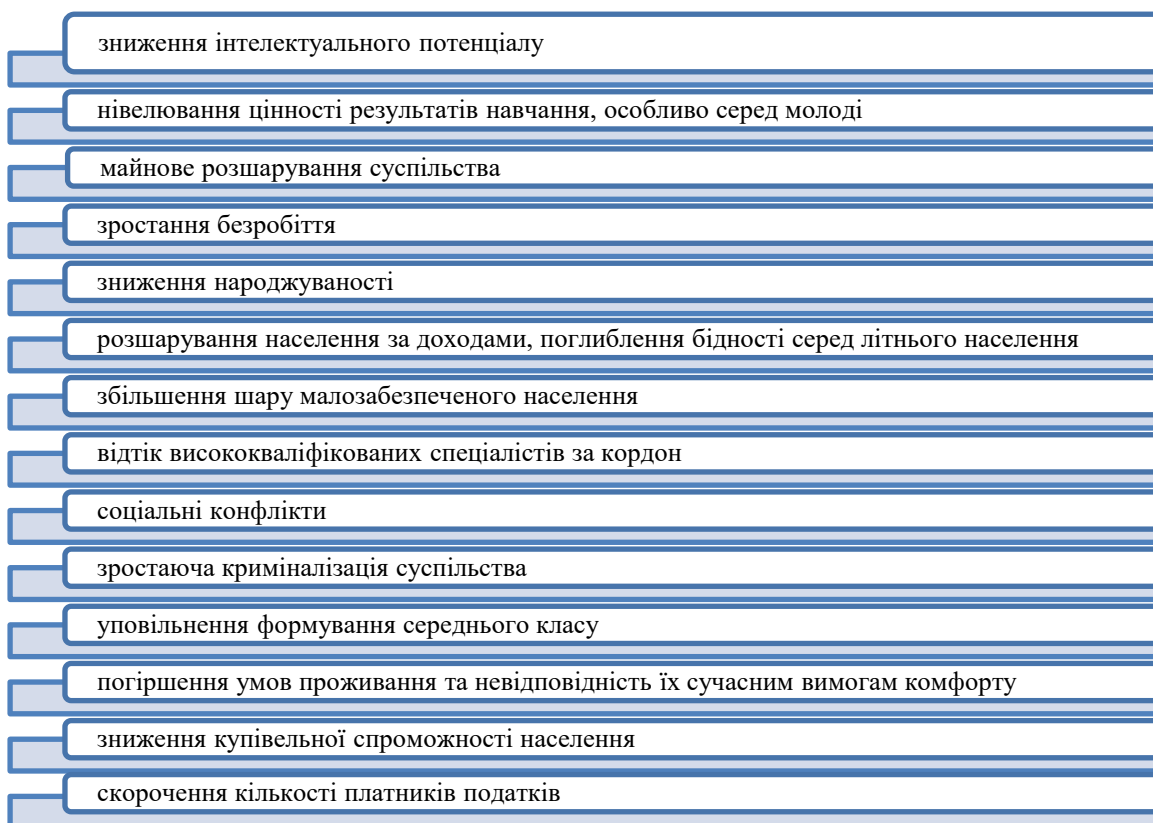 зниження інтелектуального потенціалу
нівелювання цінності результатів навчання, особливо серед молоді
майнове розшарування суспільства
зростання безробіття
зниження народжуваності
розшарування населення за доходами, поглиблення бідності серед літнього населення
збільшення шару малозабезпеченого населення
відтік висококваліфікованих спеціалістів за кордон
соціальні конфлікти
зростаюча криміналізація суспільства
уповільнення формування середнього класу
погіршення умов проживання та невідповідність їх сучасним вимогам комфорту
зниження купівельної спроможності населення
скорочення кількості платників податків